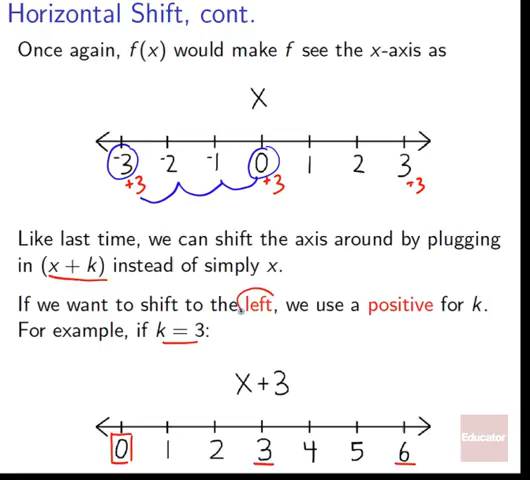 Horizontal Shift, cont.
Once again, f(x) would make f see the x-axis as
X
-3 -2 -1 0 1 2 3
+3 +3 +3
Like last time, we can shift the axis around by plugging
in (x + k) instead of simply x.
If we want to shift to the left, we use a positive for k.
For example, if k = 3:
X+3
0 1 2 3 4 5 6
Educator